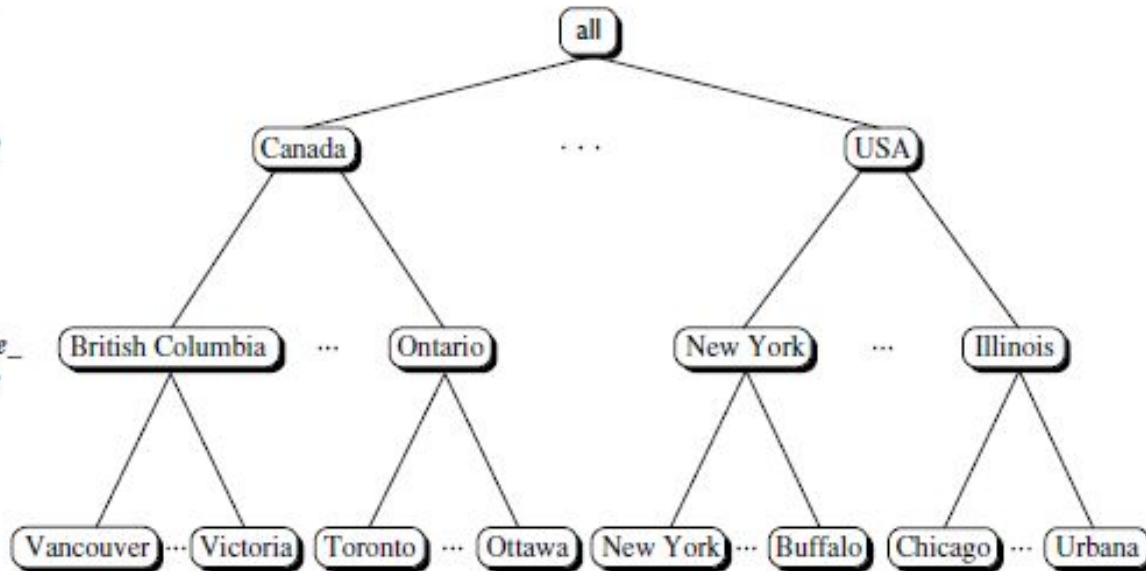 all
Canada ... USA
British Columbia ... Ontario New York ... Illinois
Vancouver ... Victoria Toronto ... Ottawa New York ... Buffalo Chicago ... Urbana